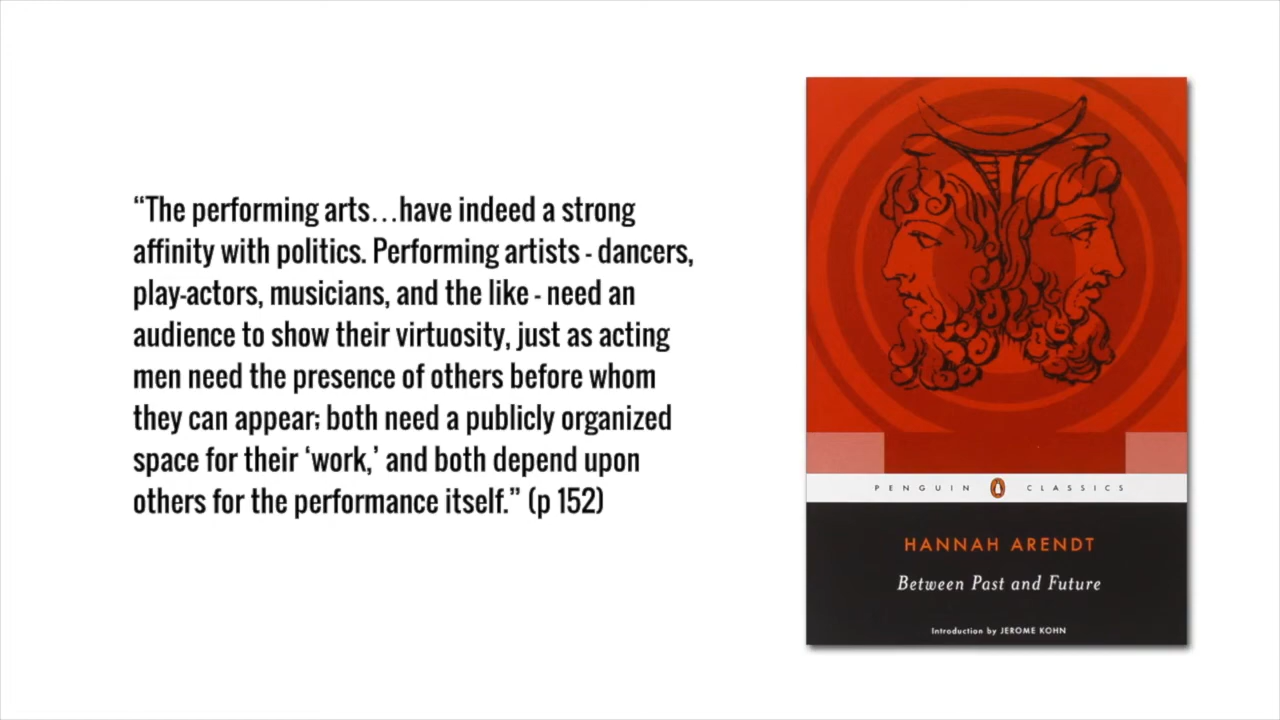 “The performing arts…have indeed a strong
affinity with politics. Performing artists - dancers,
play-actors, musicians, and the like - need an
audience to show their virtuosity, just as acting
men need the presence of others before whom
they can appear; both need a publicly organized
space for their ‘work,’ and both depend upon
others for the performance itself.” (p 152)
PENGUIN CLASSICS
HANNAH ARENDT
Between Past and Future
Introduction by JEROME KOHN